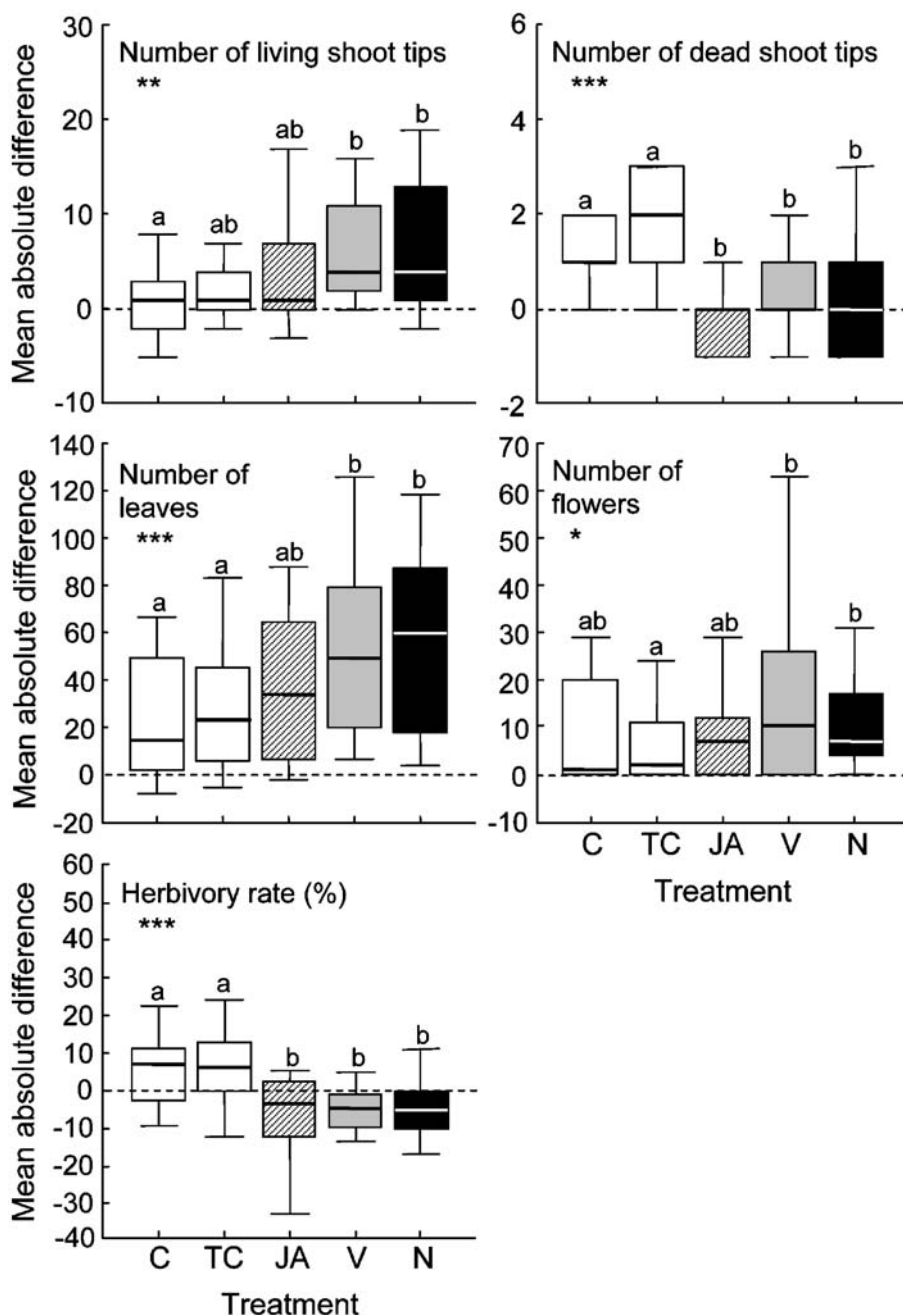 Mean absolute difference
30
20
10
0
-10
Number of living shoot tips
**
a
ab
ab
b
b
6
4
2
0
-2
Number of dead shoot tips
***
a
a
b
b
b
Mean absolute difference
140
120
100
80
60
40
20
0
-20
Number of
leaves
***
a
a
ab
b
b
70
60
50
40
30
20
10
0
-10
Number of
flowers
*
ab
a
ab
b
b
C TC JA V N
Treatment
Mean absolute difference
60
50
40
30
20
10
0
-10
-20
-30
-40
Herbivory rate (%)
***
a
a
b
b
b
C TC JA V N
Treatment